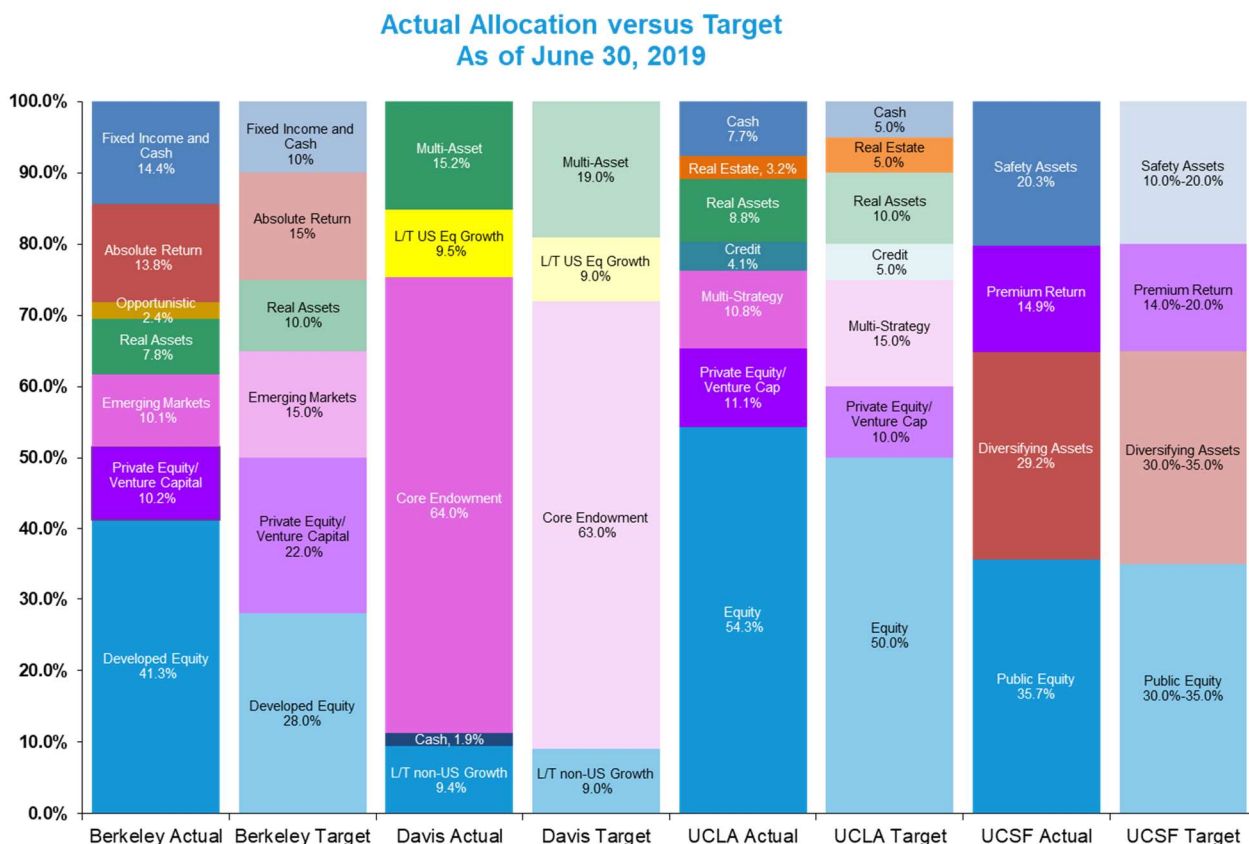 Actual Allocation versus Target
As of June 30, 2019
100.0%
90.0%
80.0%
70.0%
60.0%
50.0%
40.0%
30.0%
20.0%
10.0%
0.0%
Fixed Income and
Cash
14.4%
Absolute Return
13.8%
Opportunistic
2.4%
Real Assets
7.8%
Emerging Markets
10.1%
Private Equity/
Venture Capital
10.2%
Developed Equity
41.3%
Fixed Income and
Cash
10%
Absolute Return
15%
Real Assets
10.0%
Emerging Markets
15.0%
Private Equity/
Venture Capital
22.0%
Developed Equity
28.0%
Multi-Asset
15.2%
L/T US Eq Growth
9.5%
Core Endowment
64.0%
Cash, 1.9%
L/T non-US Growth
9.4%
Multi-Asset
19.0%
L/T US Eq Growth
9.0%
Core Endowment
63.0%
L/T non-US Growth
9.0%
Cash
7.7%
Real Estate, 3.2%
Real Assets
8.8%
Credit
4.1%
Multi-Strategy
10.8%
Private Equity/
Venture Cap
11.1%
Equity
54.3%
Cash
5.0%
Real Estate
5.0%
Real Assets
10.0%
Credit
5.0%
Multi-Strategy
15.0%
Private Equity/
Venture Cap
10.0%
Equity
50.0%
Safety Assets
20.3%
Premium Return
14.9%
Diversifying Assets
29.2%
Public Equity
35.7%
Safety Assets
10.0%-20.0%
Premium Return
14.0%-20.0%
Diversifying Assets
30.0%-35.0%
Public Equity
30.0%-35.0%
Berkeley Actual
Berkeley Target
Davis Actual
Davis Target
UCLA Actual
UCLA Target
UCSF Actual
UCSF Target